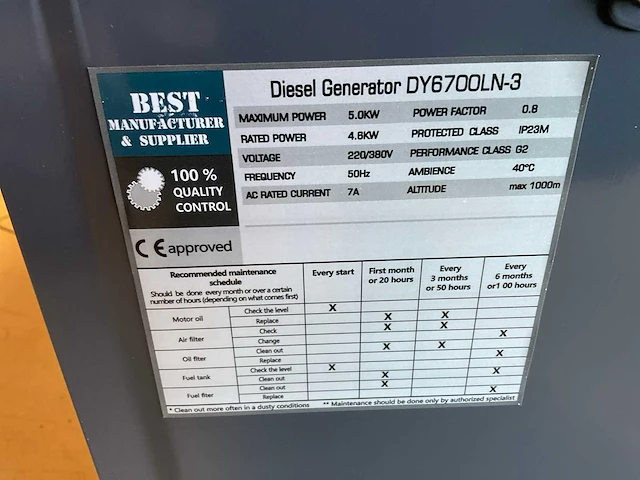 BEST
MANUFACTURER
& SUPPLIER
100 %
QUALITY
CONTROL
CE approved
Diesel Generator DY6700LN-3
MAXIMUM POWER 5.0KW POWER FACTOR 0.8
RATED POWER 4.6KW PROTECTED CLASS IP23M
VOLTAGE 220/380V PERFORMANCE CLASS G2
FREQUENCY 50Hz AMBIENCE 40°C
AC RATED CURRENT 7A ALTITUDE max 1000m
Recommended maintenance
schedule
Should be done every month or over a certain
number of hours (depending on what comes first)
Every start
First month
or 20 hours
Every
3 months
or 50 hours
Every
6 months
or1 00 hours
Motor oil Check the level X
Replace X X
Air filter Check X X
Change X
Oil filter Clean out X X
Replace X
Fuel tank Check the level X X
Clean out X
Fuel fiter Clean out X X
Replace
* Clean out more often in a dusty conditions ** Maintenance should be done only by authorized specialist